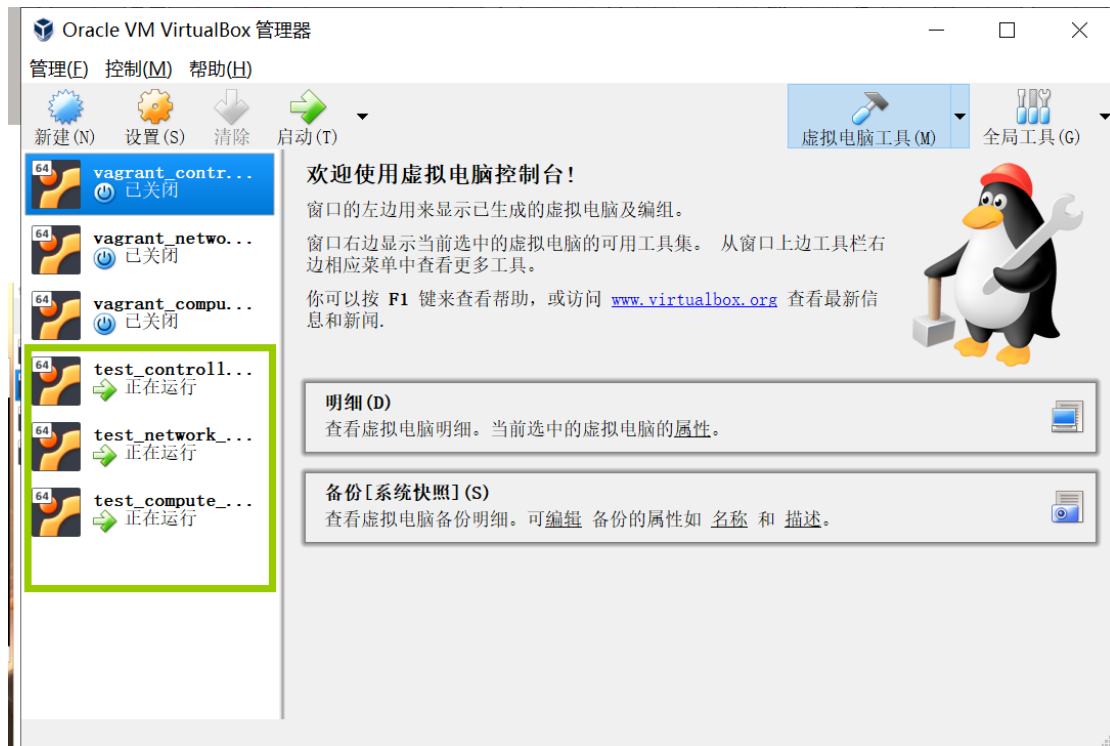 Oracle VM VirtualBox 管理器
管理(F) 控制(M) 帮助(H)
新建(N) 设置(S) 清除 启动(T) 虚拟电脑工具(M) 全局工具(G)
64 vagrant_contr...
已关闭
64 vagrant_netwo...
已关闭
64 vagrant_compu...
已关闭
64 test_controll...
正在运行
64 test_network_...
正在运行
64 test_compute_...
正在运行
欢迎使用虚拟电脑控制台!
窗口的左边用来显示已生成的虚拟电脑及编组。
窗口右边显示当前选中的虚拟电脑的可用工具集。 从窗口上边工具栏右
边相应菜单中查看更多工具。
你可以按 F1 键来查看帮助，或访问 www.virtualbox.org 查看最新信
息和新闻.
明细(D)
查看虚拟电脑明细。当前选中的虚拟电脑的属性。
备份[系统快照](S)
查看虚拟电脑备份明细。可编辑 备份的属性如 名称 和 描述。